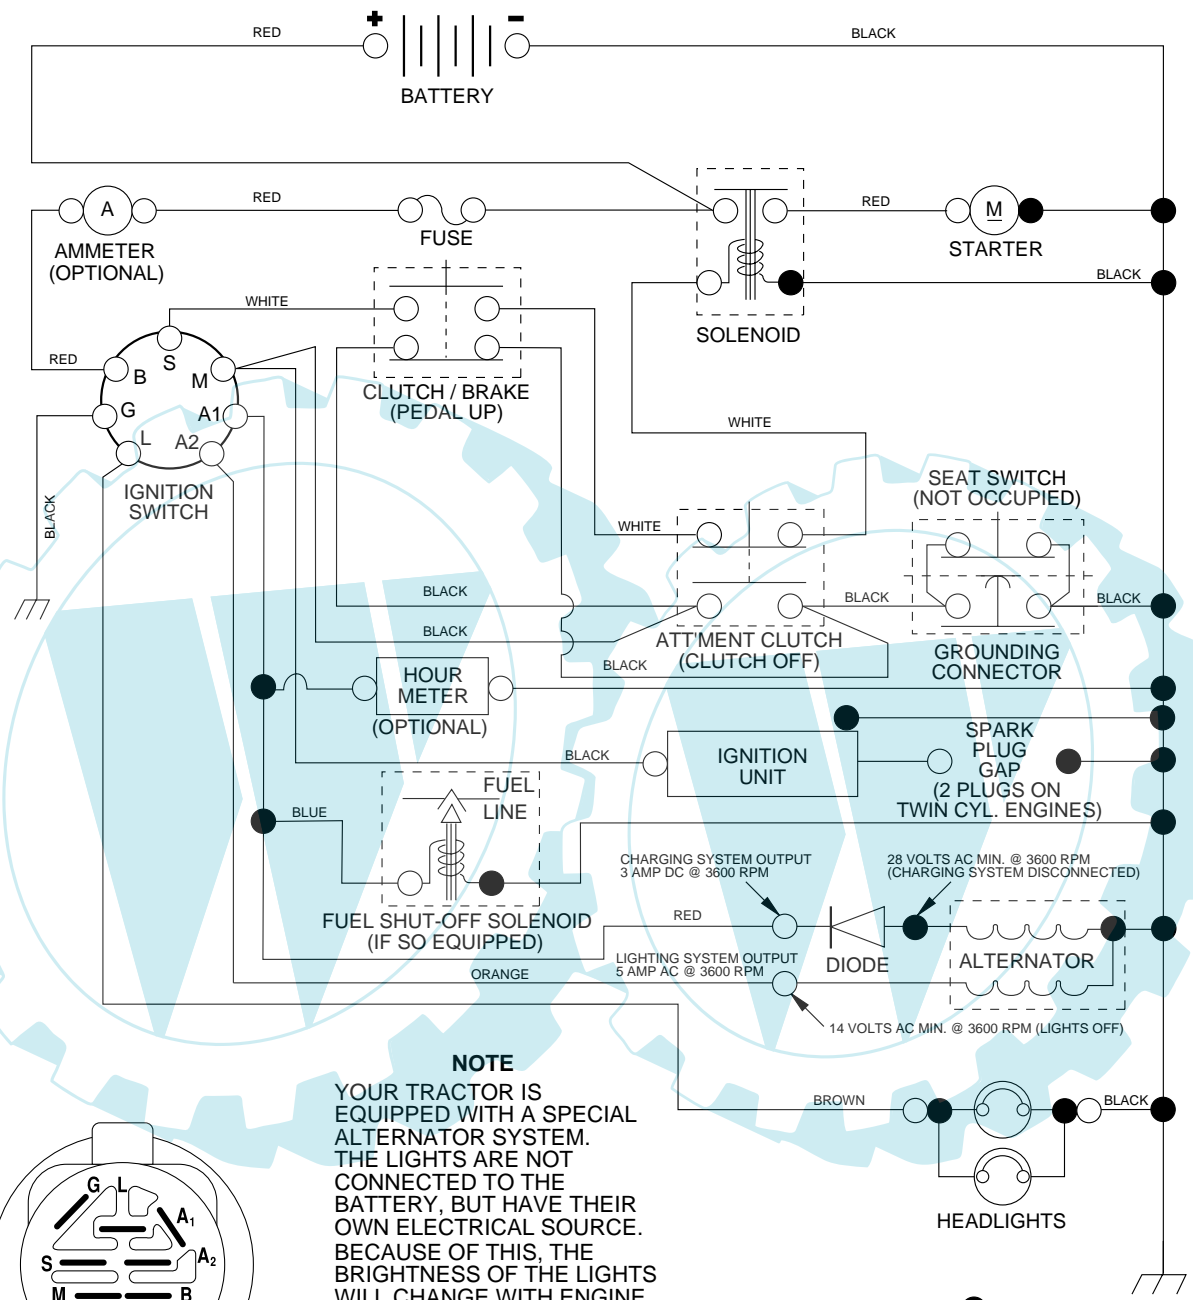 RED
+
-
BLACK
BATTERY
RED
A
AMMETER
(OPTIONAL)
FUSE
RED
M
STARTER
BLACK
SOLENOID
WHITE
RED
S
B
M
G
A1
L
A2
IGNITION
SWITCH
BLACK
CLUTCH / BRAKE
(PEDAL UP)
WHITE
WHITE
SEAT SWITCH
(NOT OCCUPIED)
BLACK
BLACK
BLACK
BLACK
ATT'MENT CLUTCH
(CLUTCH OFF)
BLACK
GROUNDING
CONNECTOR
HOUR
METER
(OPTIONAL)
BLACK
IGNITION
UNIT
SPARK
PLUG
GAP
(2 PLUGS ON
TWIN CYL. ENGINES)
FUEL
LINE
BLUE
FUEL SHUT-OFF SOLENOID
(IF SO EQUIPPED)
CHARGING SYSTEM OUTPUT
3 AMP DC @ 3600 RPM
28 VOLTS AC MIN. @ 3600 RPM
(CHARGING SYSTEM DISCONNECTED)
RED
DIODE
ALTERNATOR
LIGHTING SYSTEM OUTPUT
5 AMP AC @ 3600 RPM
ORANGE
14 VOLTS AC MIN. @ 3600 RPM (LIGHTS OFF)
BROWN
BLACK
HEADLIGHTS
NOTE
YOUR TRACTOR IS
EQUIPPED WITH A SPECIAL
ALTERNATOR SYSTEM.
THE LIGHTS ARE NOT
CONNECTED TO THE
BATTERY, BUT HAVE THEIR
OWN ELECTRICAL SOURCE.
BECAUSE OF THIS, THE
BRIGHTNESS OF THE LIGHTS
WILL CHANGE WITH ENGINE
G
L
A1
A2
S
M
B